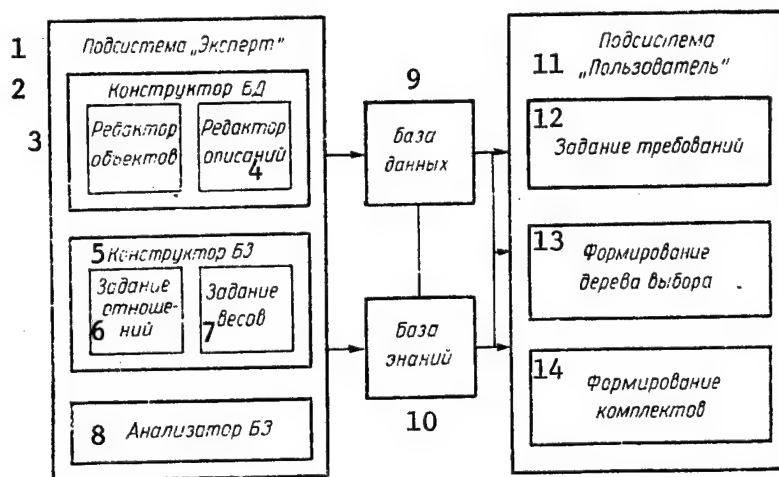 1 Подсистема „Эксперт"
2 Конструктор БД
3 Редактор объектов
Редактор описаний
4
5 Конструктор БЗ
Задание отноше-
ний
6
Задание весов
7
8 Анализатор БЗ
9
база
данных
База
знаний
10
Подсистема
11 „Пользователь"
12
Задание требований
13
Формирование
дерева выбора
14
Формирование
комплектов